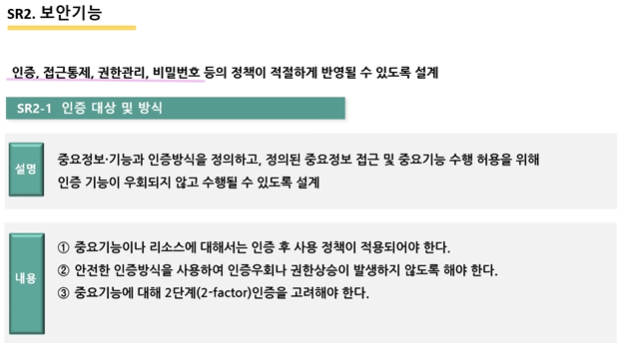 SR2. 보안기능
인증, 접근통제, 권한관리, 비밀번호 등의 정책이 적절하게 반영될 수 있도록 설계
SR2-1 인증 대상 및 방식
설명
중요정보·기능과 인증방식을 정의하고, 정의된 중요정보 접근 및 중요기능 수행 허용을 위해
인증 기능이 우회되지 않고 수행될 수 있도록 설계
내용
① 중요기능이나 리소스에 대해서는 인증 후 사용 정책이 적용되어야 한다.
② 안전한 인증방식을 사용하여 인증우회나 권한상승이 발생하지 않도록 해야 한다.
③ 중요기능에 대해 2단계(2-factor)인증을 고려해야 한다.